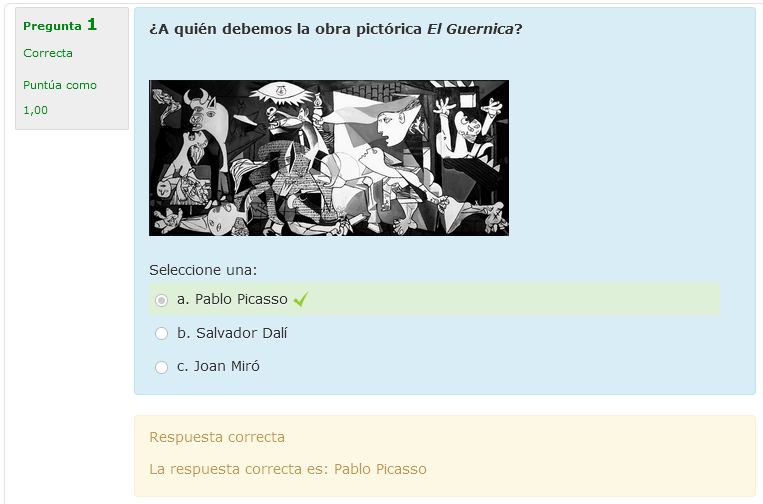 Pregunta 1
Correcta
Puntúa como
1,00
¿A quién debemos la obra pictórica El Guernica?
Seleccione una:
a. Pablo Picasso
b. Salvador Dalí
c. Joan Miró
Respuesta correcta
La respuesta correcta es: Pablo Picasso